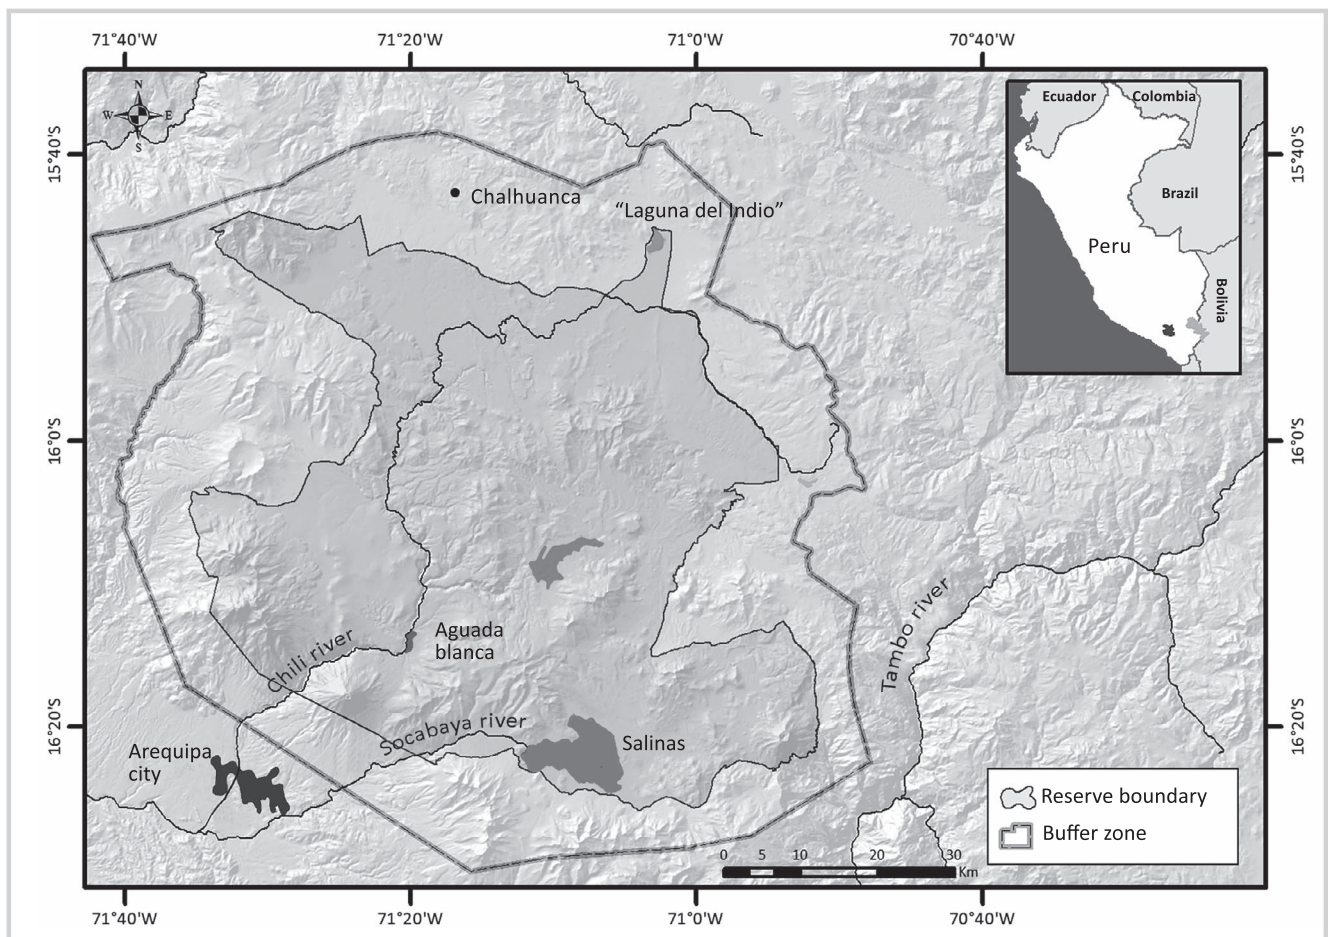 71°40'W 71°20'W 71°0'W 70°40'W
N
W E
S
Ecuador
Colombia
Brazil
Peru
Bolivia
15°40'S
15°40'S
Chalhuanca
“Laguna del Indio”
16°0'S
16°0'S
Aguada
blanca
Chili river
Tambo river
Socabaya river
Salinas
16°20'S
16°20'S
Arequipa
city
Reserve boundary
Buffer zone
0 5 10 20 30
Km
71°40'W 71°20'W 71°0'W 70°40'W